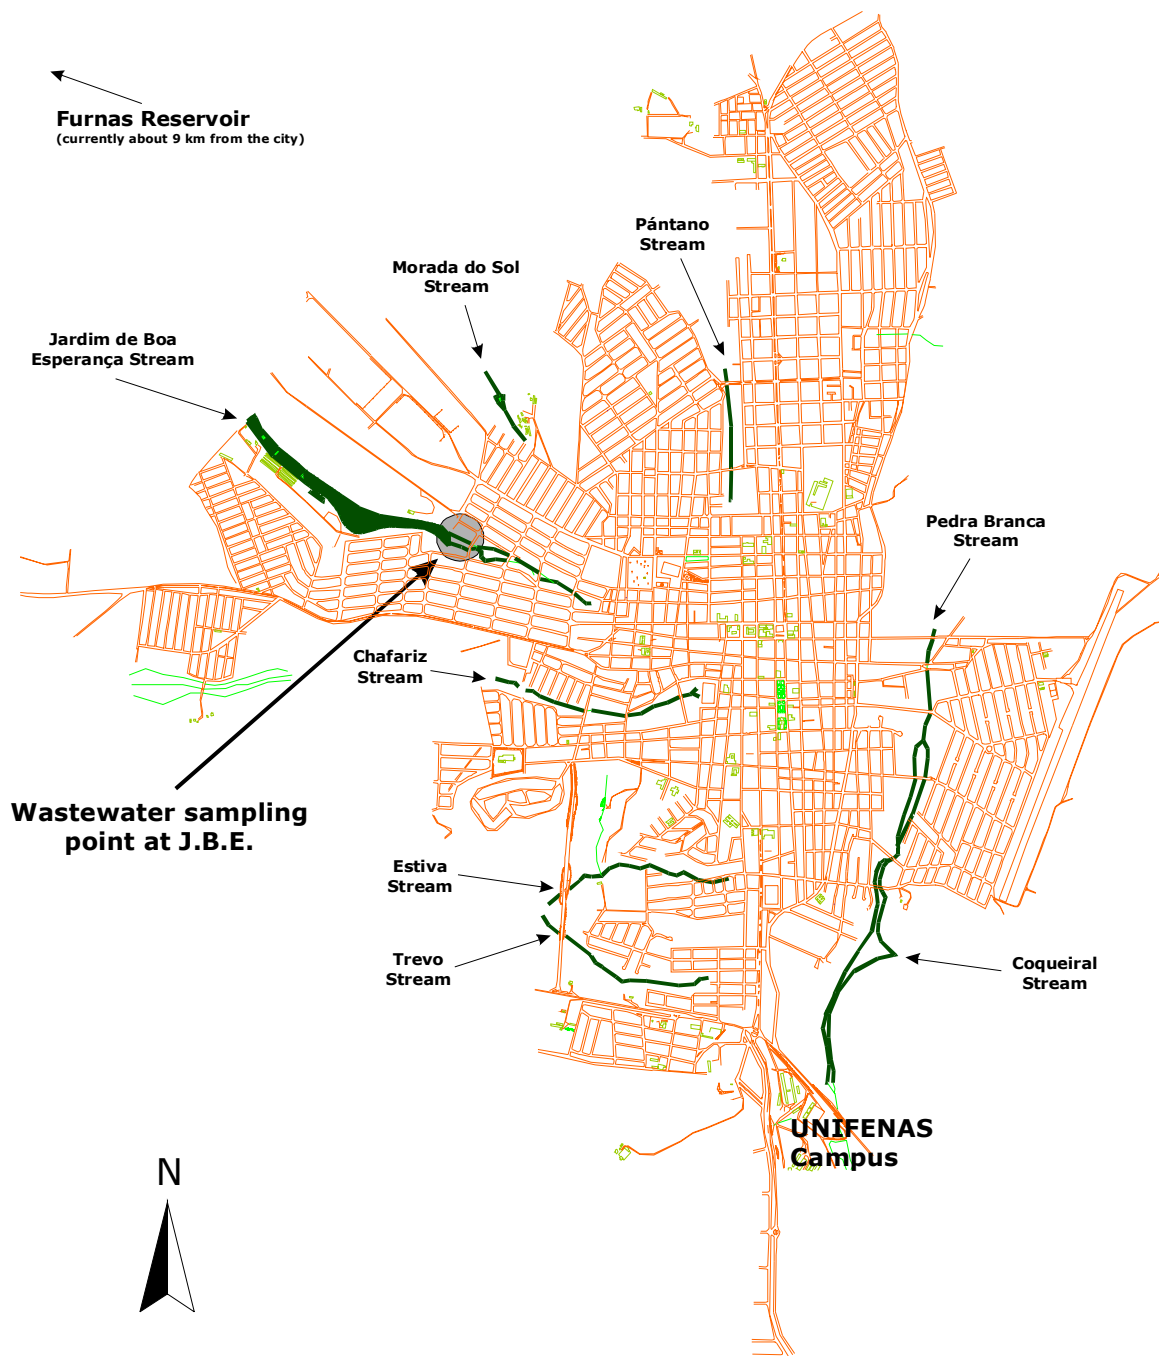 Furnas Reservoir
(currently about 9 km from the city)
Pántano
Stream
Morada do Sol
Stream
Jardim de Boa
Esperança Stream
Pedra Branca
Stream
Chafariz
Stream
Wastewater sampling
point at J.B.E.
Estiva
Stream
Trevo
Stream
Coqueiral
Stream
UNIFENAS
Campus
N